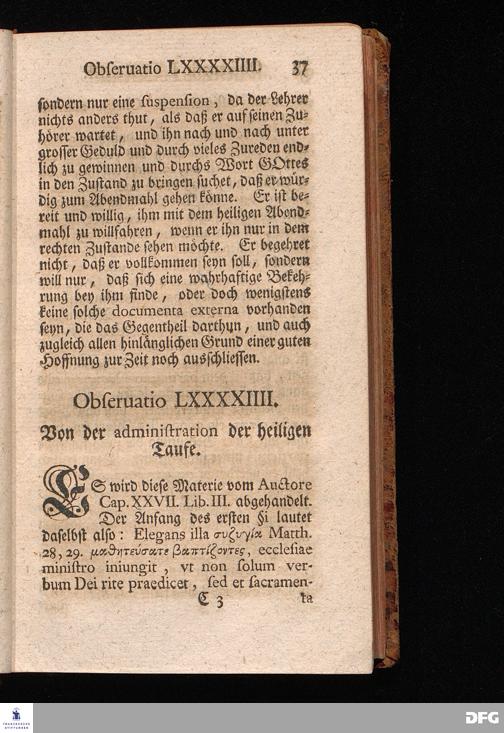 Obſeruatio LXXXXIIII. 37
ſondern nur eine ſuſpenſion, da der Lehrer
nichts anders thut, als daß er auf ſeinen Zu-
hörer wartet, und ihn nach und nach unter
groſſer Geduld und durch vieles Zureden end-
lich zu gewinnen und durchs Wort GOttes
in den Zuſtand zu bringen ſuchet, daß er wür-
dig zum Abendmahl gehen könne. Er iſt be-
reit und willig, ihm mit dem heiligen Abend-
mahl zu willfahren, wenn er ihn nur in dem
rechten Zuſtande ſehen möchte. Er begehret
nicht, daß er vollkommen ſeyn ſoll, ſondern
will nur, daß ſich eine wahrhaftige Bekeh-
rung bey ihm finde, oder doch wenigſtens
keine ſolche documenta externa vorhanden
ſeyn, die das Gegentheil darthun, und auch
zugleich allen hinlänglichen Grund einer guten
Hoffnung zur Zeit noch ausſchlieſſen.
Obſeruatio LXXXXIIII.
Von der adminiſtration der heiligen
Taufe.
ES wird dieſe Materie vom Auctore
Cap. XXVII. Lib. III. abgehandelt.
Der Anfang des erſten §i lautet
daſelbſt alſo: Elegans illa συζυγία Matth.
28, 29. μαθητεύσατε βαπτίζοντες, eccleſiae
miniſtro iniungit, vt non ſolum ver-
bum Dei rite praedicet, ſed et ſacramen-
C 3 ta
FRANCKESCHE
STIFTUNGEN
DFG